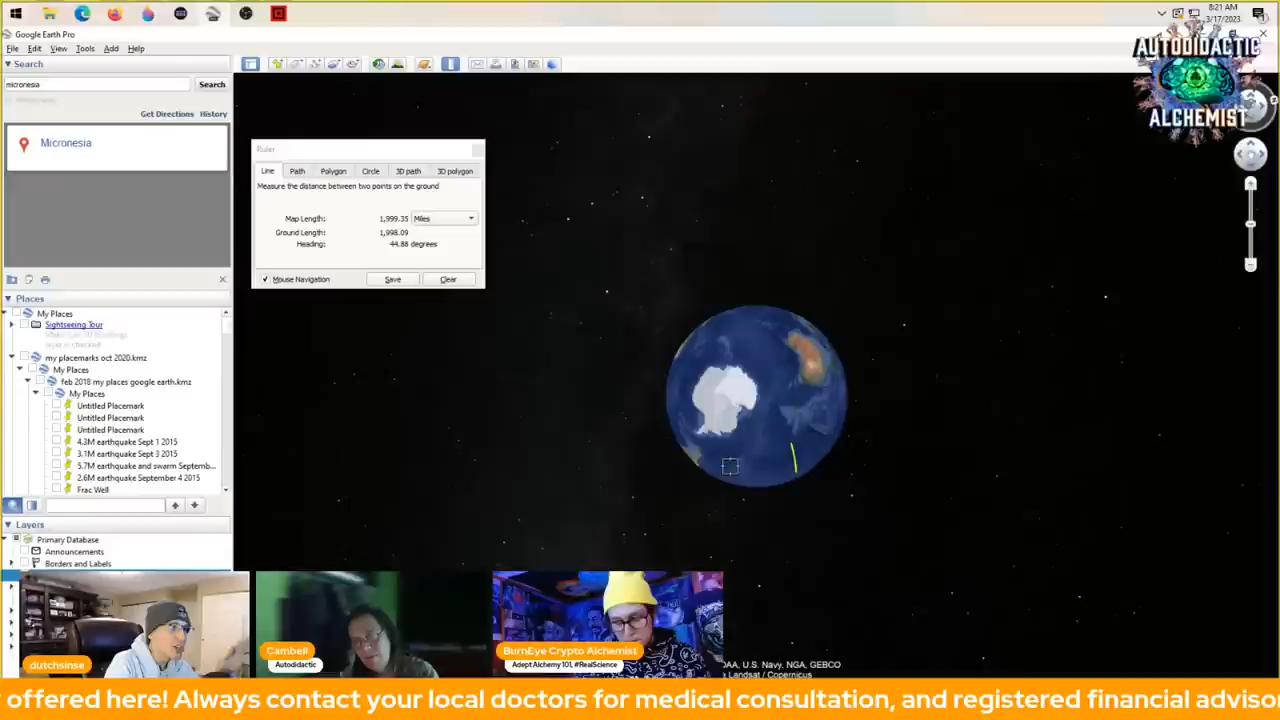 8:21 AM
3/17/2023
Google Earth Pro
File Edit View Tools Add Help
AUTODIDACTIC
ALCHEMIST
Search
micronesia
Search
Get Directions History
Micronesia
Ruler
Line Path Polygon Circle 3D path 3D polygon
Measure the distance between two points on the ground
Map Length: 1,999.35 Miles
Ground Length: 1,998.09
Heading: 44.88 degrees
Mouse Navigation Save Clear
Places
My Places
Sightseeing Tour
my placemarks oct 2020.kmz
My Places
feb 2018 my places google earth.kmz
My Places
Untitled Placemark
Untitled Placemark
Untitled Placemark
4.3M earthquake Sept 1 2015
3.1M earthquake Sept 3 2015
5.7M earthquake and swarm Septemb...
2.6M earthquake September 4 2015
Frac Well
Layers
Primary Database
Announcements
Borders and Labels
dutchsinse
Cambell
Autodidactic
BurnEye Crypto Alchemist
Adept Alchemy 101, #RealScience
U.S. Navy, NGA, GEBCO
Landsat / Copernicus
offered here! Always contact your local doctors for medical consultation, and registered financial adviso